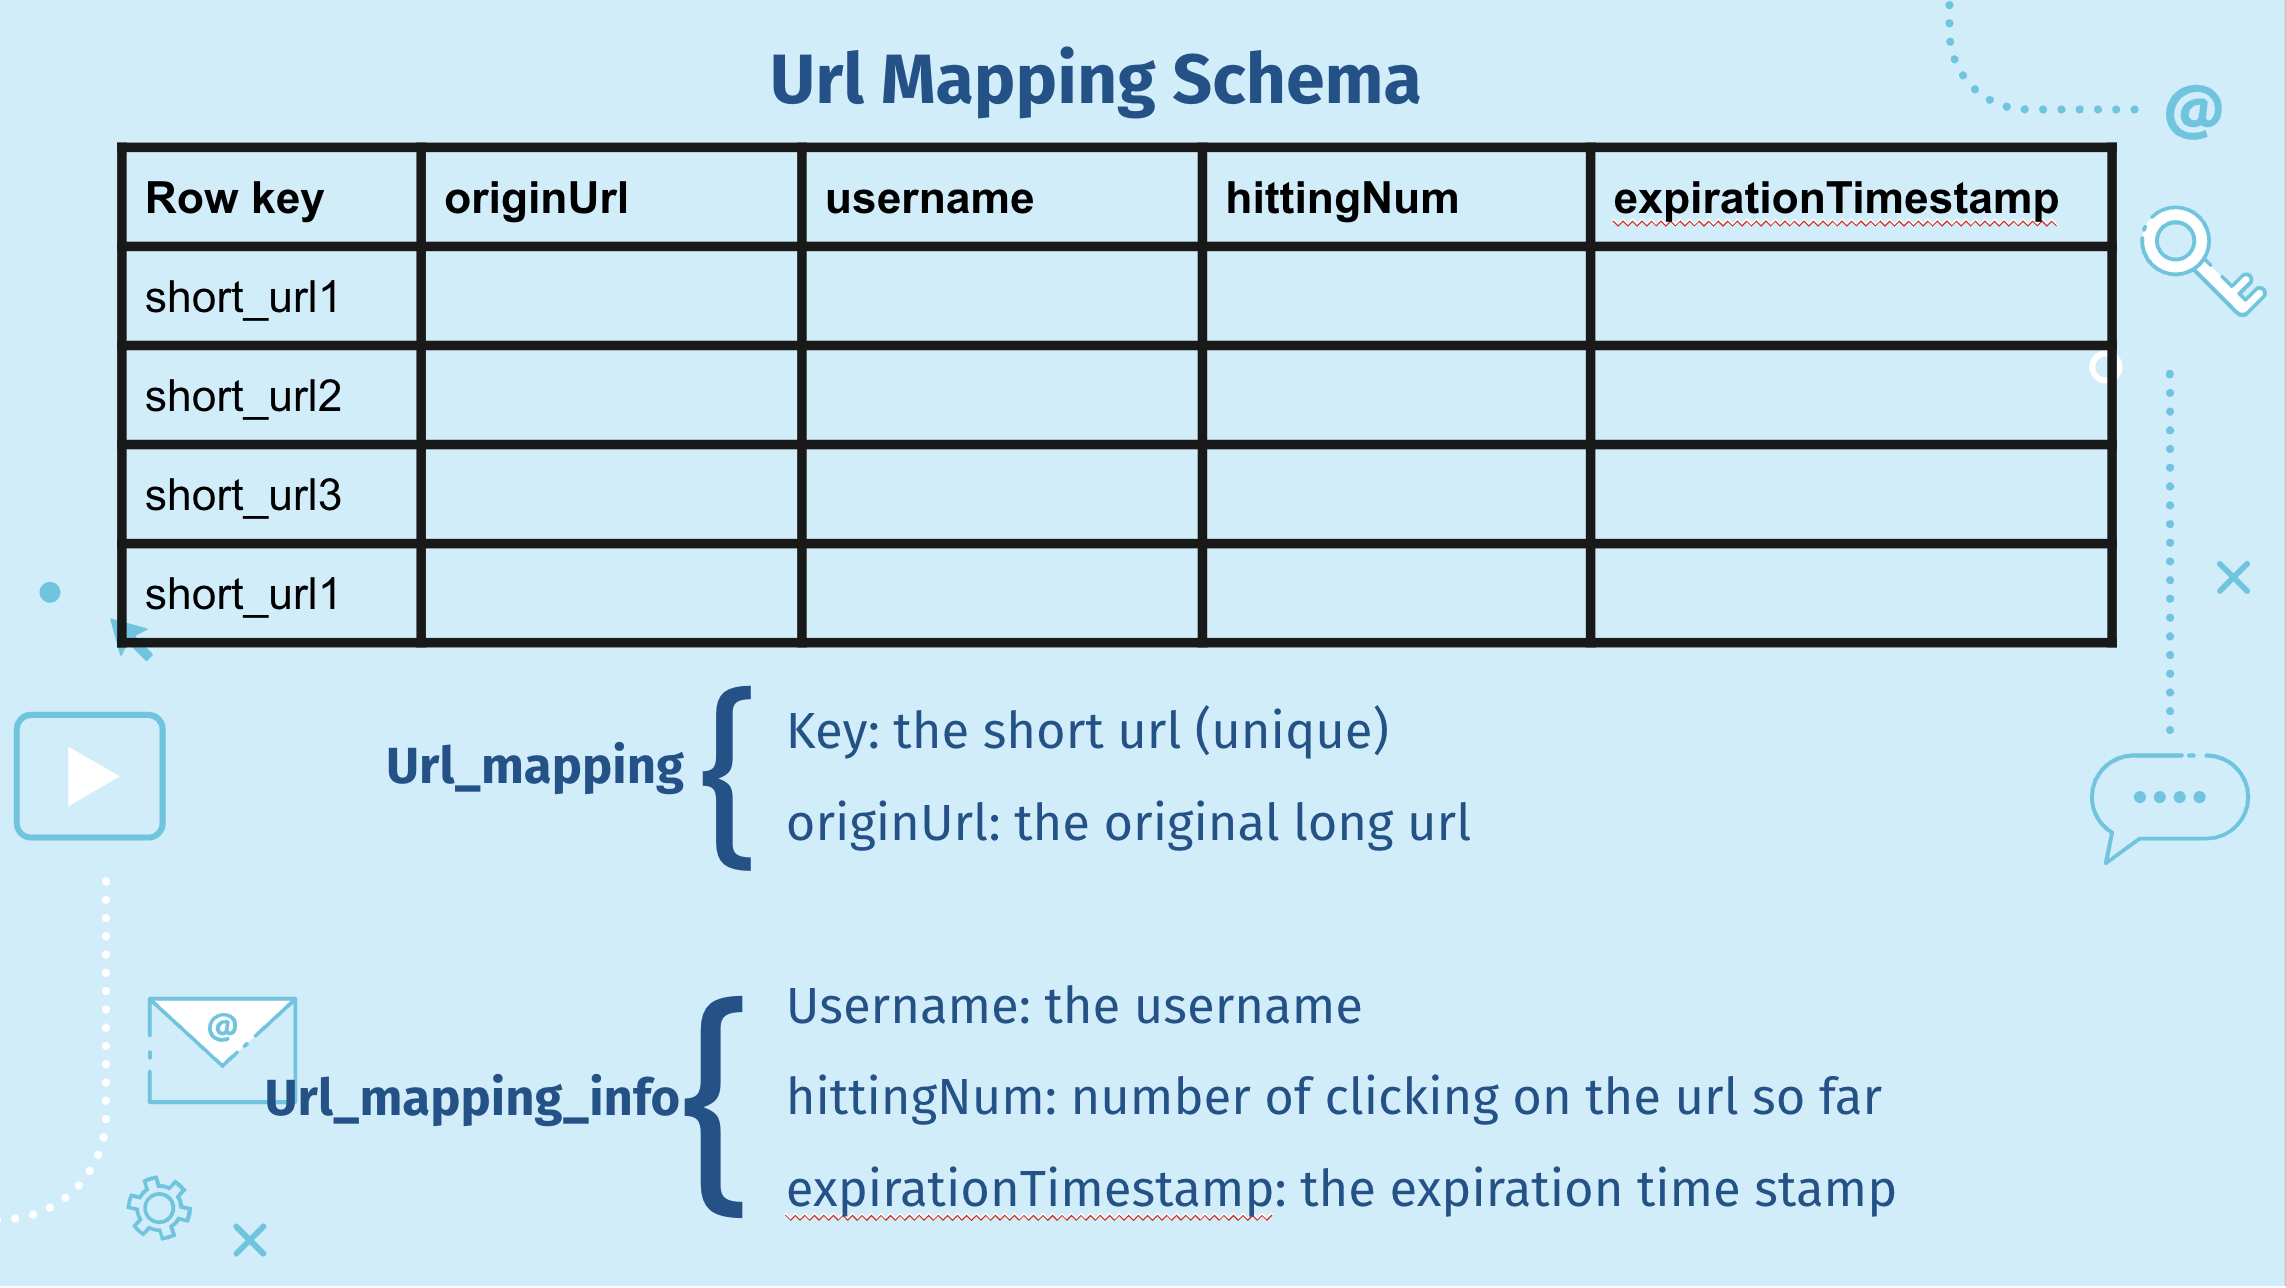 Url Mapping Schema
@
Row key originUrl username hittingNum expirationTimestamp
short_url1
short_url2
short_url3
short_url1
Url_mapping
Key: the short url (unique)
originUrl: the original long url
@
Url_mapping_info
Username: the username
hittingNum: number of clicking on the url so far
expirationTimestamp: the expiration time stamp